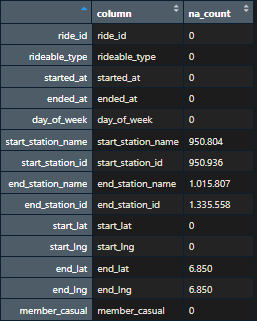 column na_count
ride_id ride_id 0
rideable_type rideable_type 0
started_at started_at 0
ended_at ended_at 0
day_of_week day_of_week 0
start_station_name start_station_name 950.804
start_station_id start_station_id 950.936
end_station_name end_station_name 1.015.807
end_station_id end_station_id 1.335.558
start_lat start_lat 0
start_lng start_lng 0
end_lat end_lat 6.850
end_lng end_lng 6.850
member_casual member_casual 0